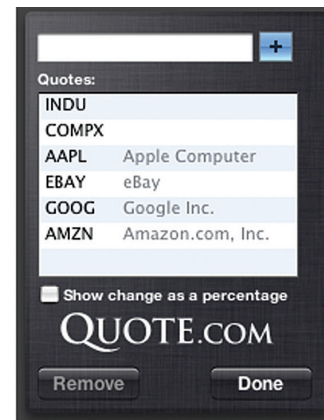 +
Quotes:
INDU
COMPX
AAPL Apple Computer
EBAY eBay
GOOG Google Inc.
AMZN Amazon.com, Inc.
Show change as a percentage
QUOTE.COM
Remove Done